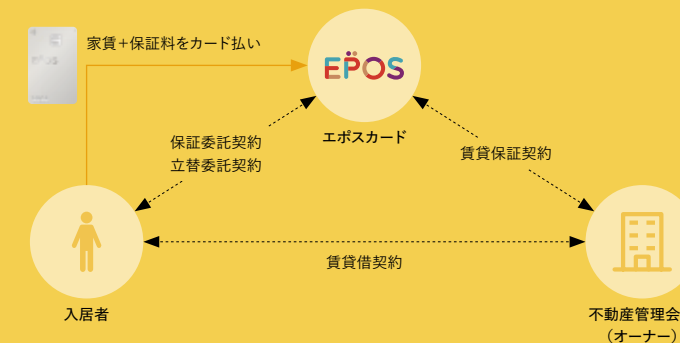 家賃+保証料をカード払い
EPOS
EPOS
エポスカード
保証委託契約
立替委託契約
賃貸保証契約
賃貸借契約
入居者
不動産管理会
（オーナー）